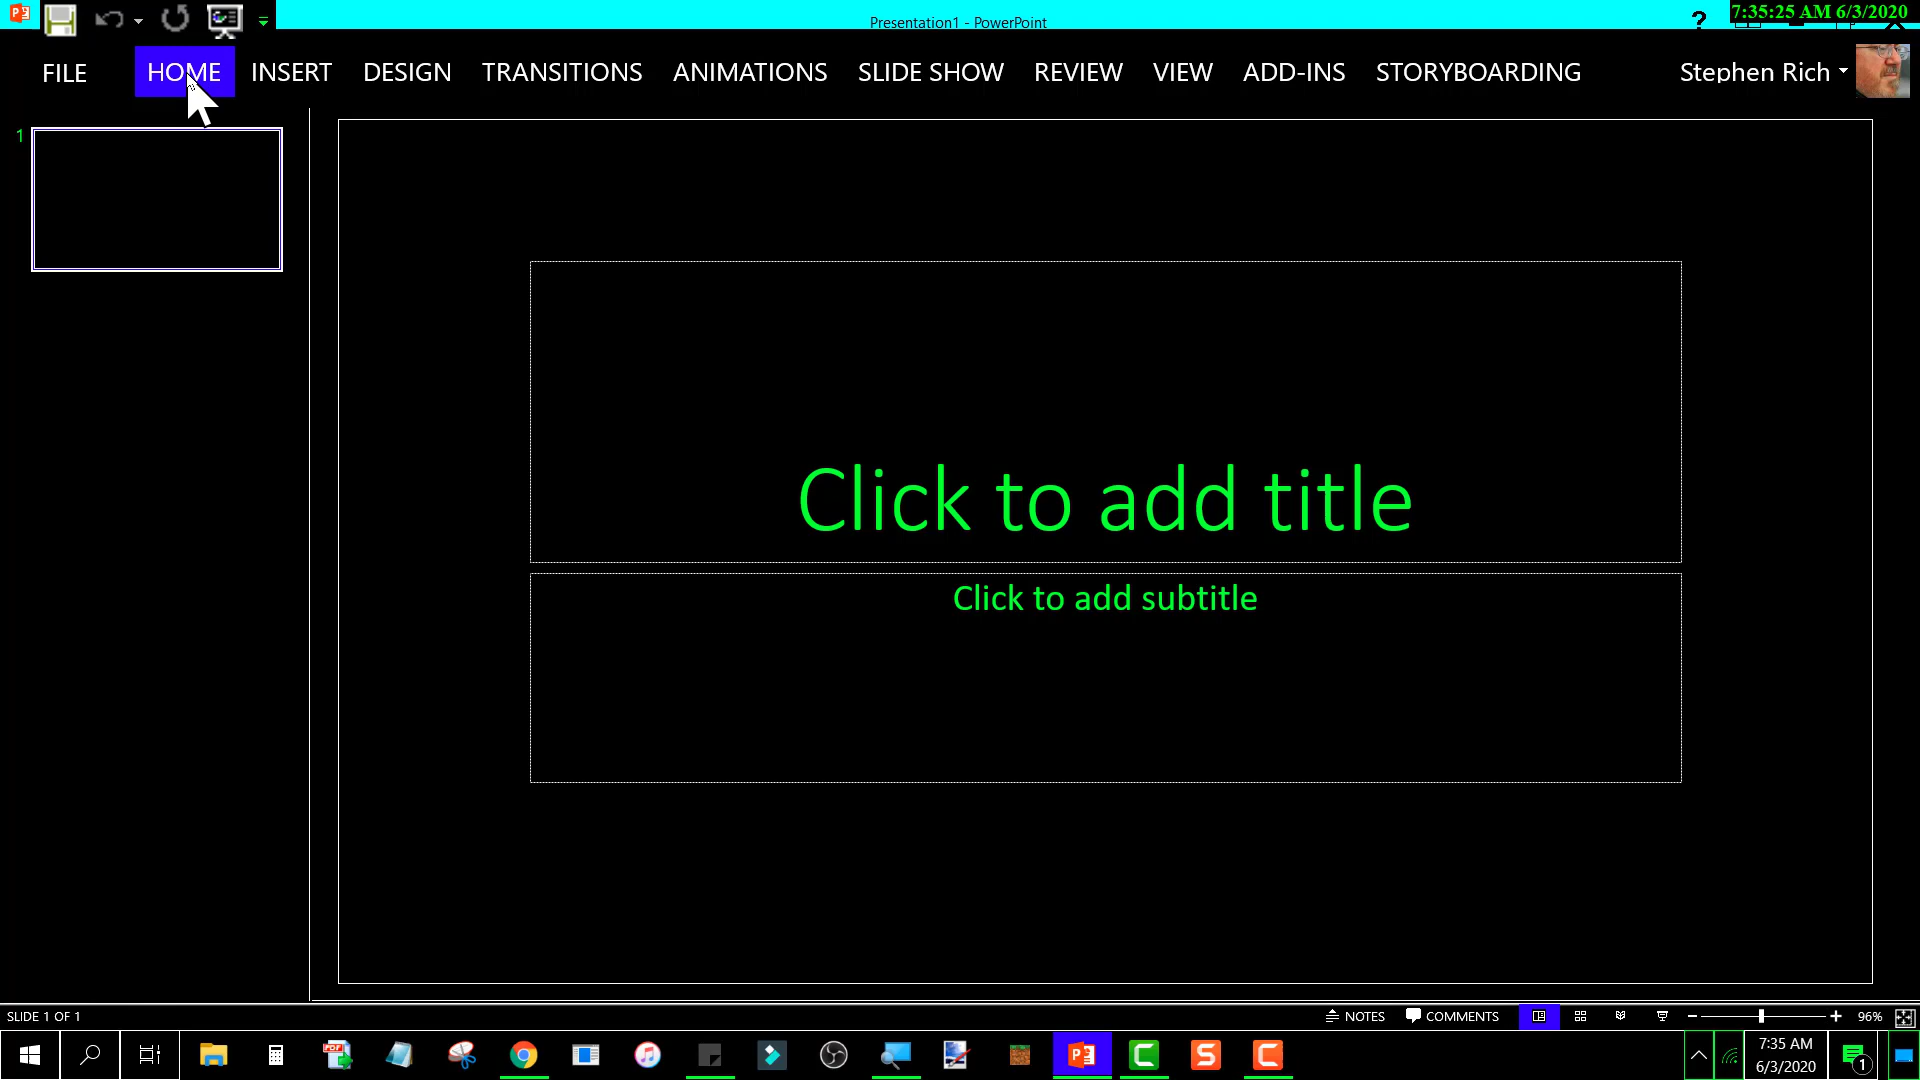 Presentation1 - PowerPoint
?
7:35:25 AM 6/3/2020
FILE HOME INSERT DESIGN TRANSITIONS ANIMATIONS SLIDE SHOW REVIEW VIEW ADD-INS STORYBOARDING Stephen Rich
1
Click to add title
Click to add subtitle
SLIDE 1 OF 1 NOTES COMMENTS 96%
7:35 AM
6/3/2020
1